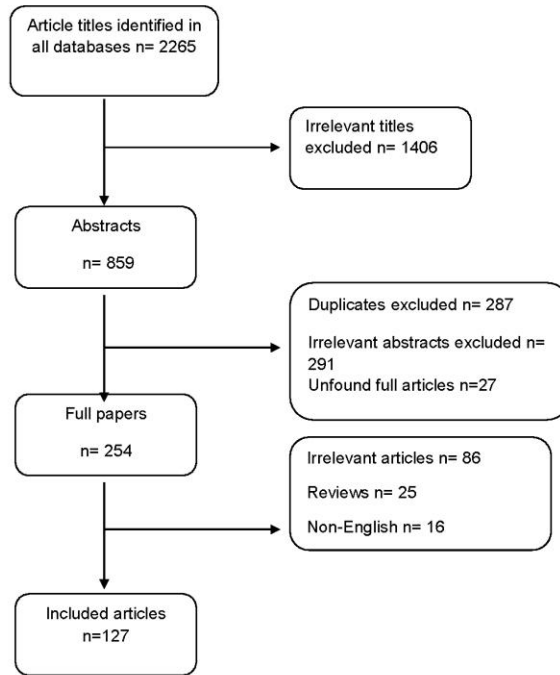 Article titles identified in
all databases n= 2265
Irrelevant titles
excluded n= 1406
Abstracts
n= 859
Duplicates excluded n= 287
Irrelevant abstracts excluded n=
291
Unfound full articles n=27
Full papers
n= 254
Irrelevant articles n= 86
Reviews n= 25
Non-English n= 16
Included articles
n=127